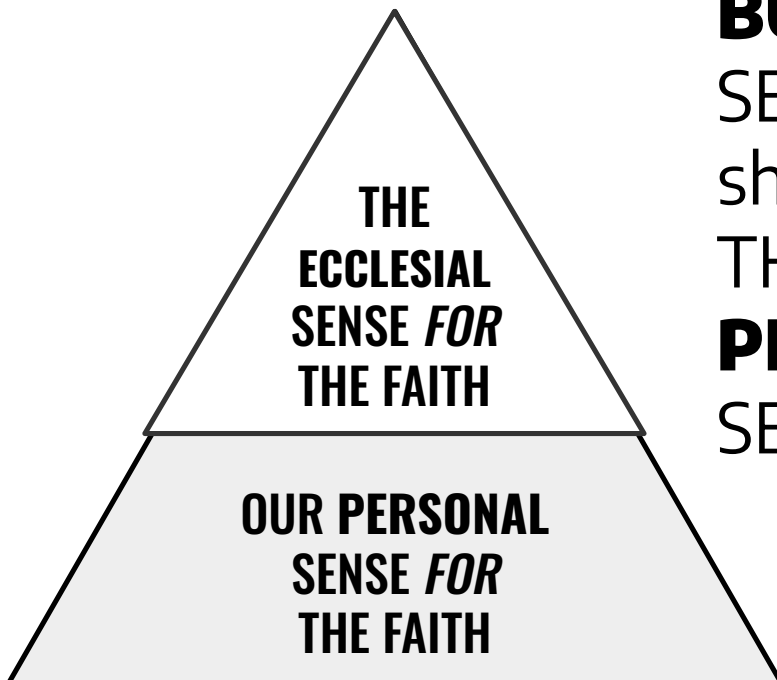 THE
ECCLESIAL
SENSE FOR
THE FAITH
OUR PERSONAL
SENSE FOR
THE FAITH